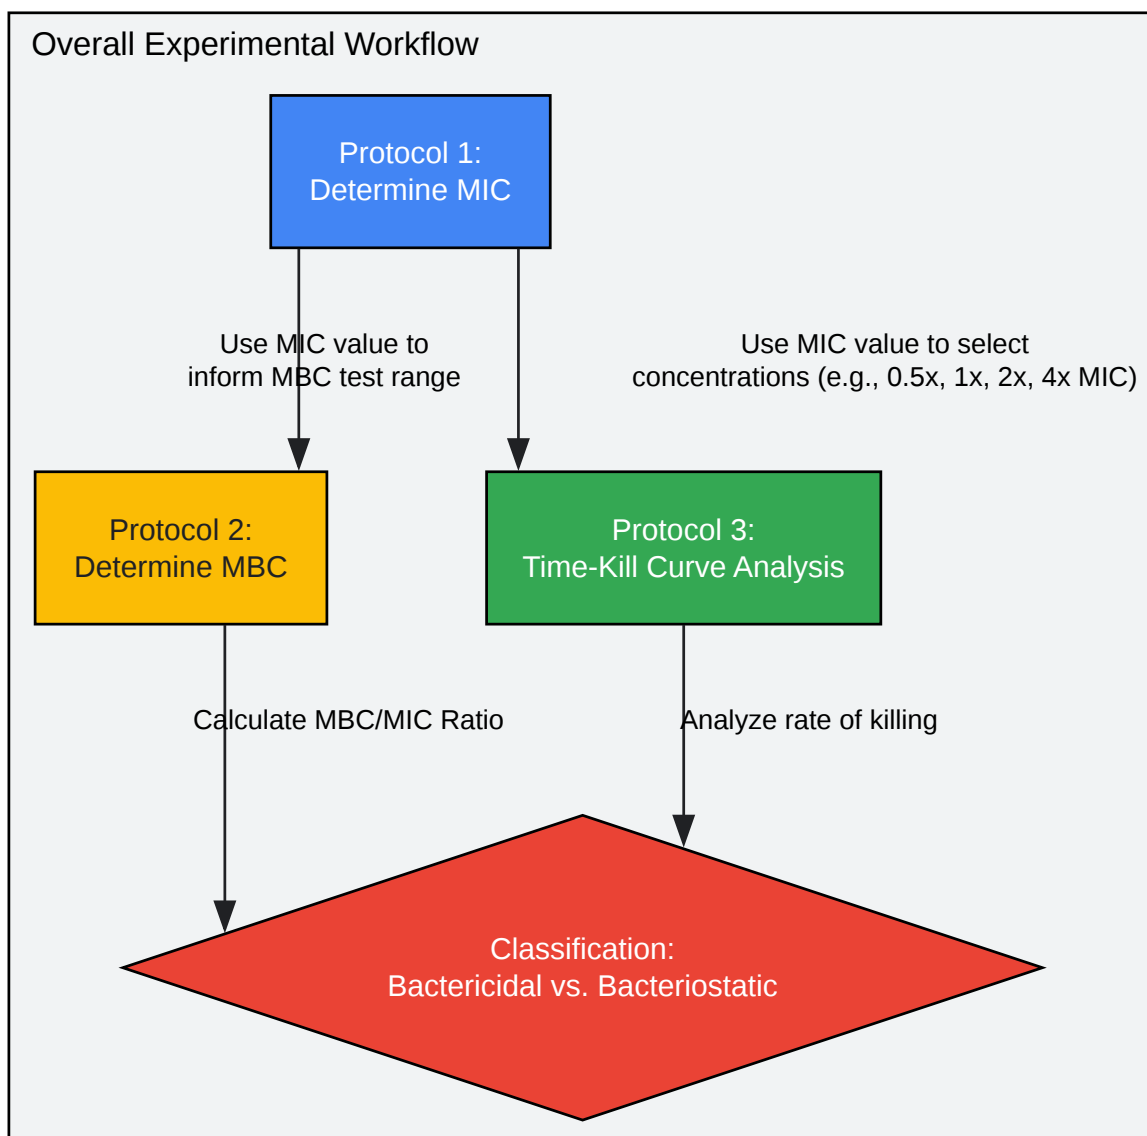 Overall Experimental Workflow
Protocol 1:
Determine MIC
Use MIC value to
inform MBC test range
Use MIC value to select
concentrations (e.g., 0.5x, 1x, 2x, 4x MIC)
Protocol 2:
Determine MBC
Protocol 3:
Time-Kill Curve Analysis
Calculate MBC/MIC Ratio
Analyze rate of killing
Classification:
Bactericidal vs. Bacteriostatic